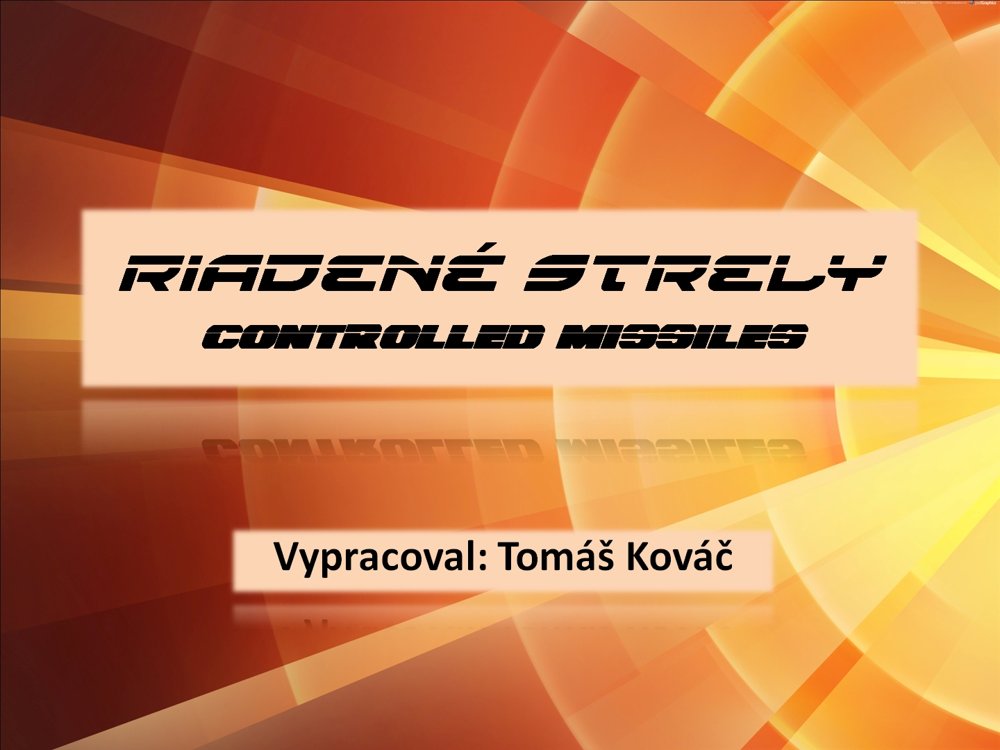 RIADENÉ STRELY
CONTROLLED MISSILES
Vypracoval: Tomáš Kováč